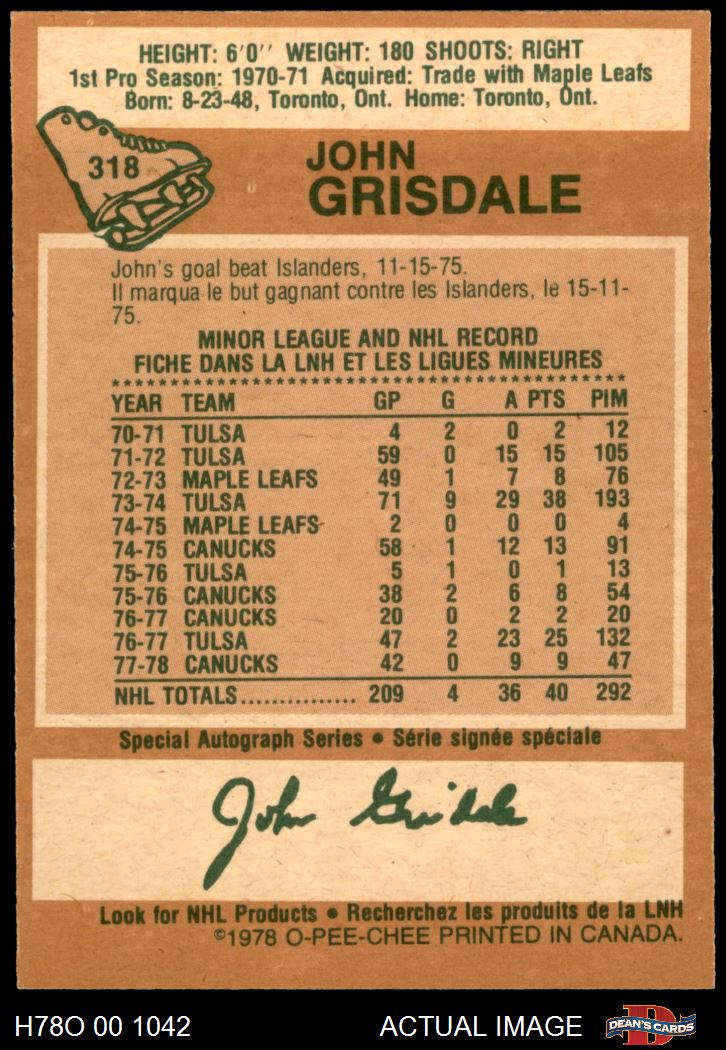 HEIGHT: 6'0'' WEIGHT: 180 SHOOTS: RIGHT
1st Pro Season: 1970-71 Acquired: Trade with Maple Leafs
Born: 8-23-48, Toronto, Ont. Home: Toronto, Ont.
318
JOHN
GRISDALE
John's goal beat Islanders, 11-15-75.
Il marqua le but gagnant contre les Islanders, le 15-11-
75.
MINOR LEAGUE AND NHL RECORD
FICHE DANS LA LNH ET LES LIGUES MINEURES
YEAR TEAM GP G A PTS PIM
70-71 TULSA 4 2 0 2 12
71-72 TULSA 59 0 15 15 105
72-73 MAPLE LEAFS 49 1 7 8 76
73-74 TULSA 71 9 29 38 193
74-75 MAPLE LEAFS 2 0 0 0 4
74-75 CANUCKS 58 1 12 13 91
75-76 TULSA 5 1 0 1 13
75-76 CANUCKS 38 2 6 8 54
76-77 CANUCKS 20 0 2 2 20
76-77 TULSA 47 2 23 25 132
77-78 CANUCKS 42 0 9 9 47
NHL TOTALS................ 209 4 36 40 292
Special Autograph Series • Série signée spéciale
John Grisdale
Look for NHL Products • Recherchez les produits de la LNH
©1978 O-PEE-CHEE PRINTED IN CANADA.
H78O 00 1042 ACTUAL IMAGE DEAN'S CARDS